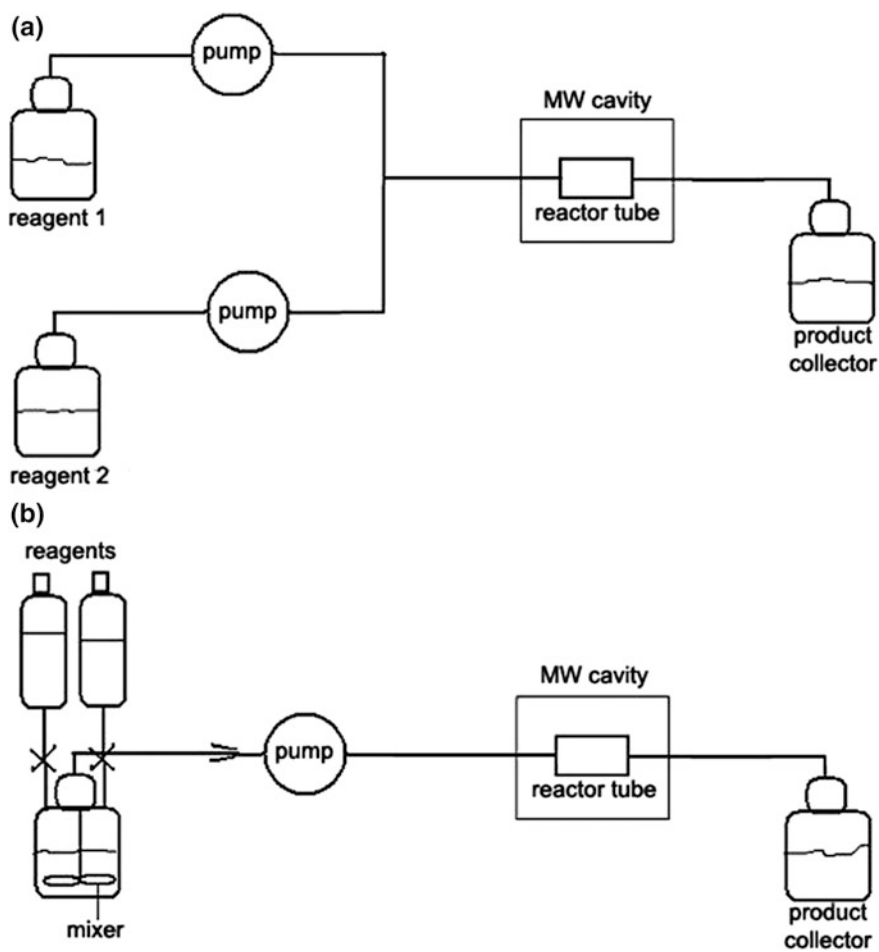 (a)
pump
MW cavity
reactor tube
reagent 1
pump
product
collector
reagent 2
(b)
reagents
MW cavity
pump
reactor tube
mixer
product
collector